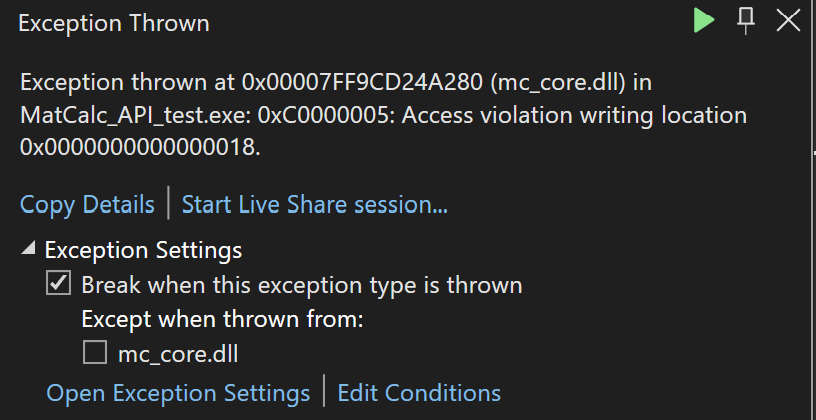 Exception Thrown
Exception thrown at 0x00007FF9CD24A280 (mc_core.dll) in
MatCalc_API_test.exe: 0xC0000005: Access violation writing location
0x0000000000000018.
Copy Details | Start Live Share session...
Exception Settings
Break when this exception type is thrown
Except when thrown from:
mc_core.dll
Open Exception Settings | Edit Conditions